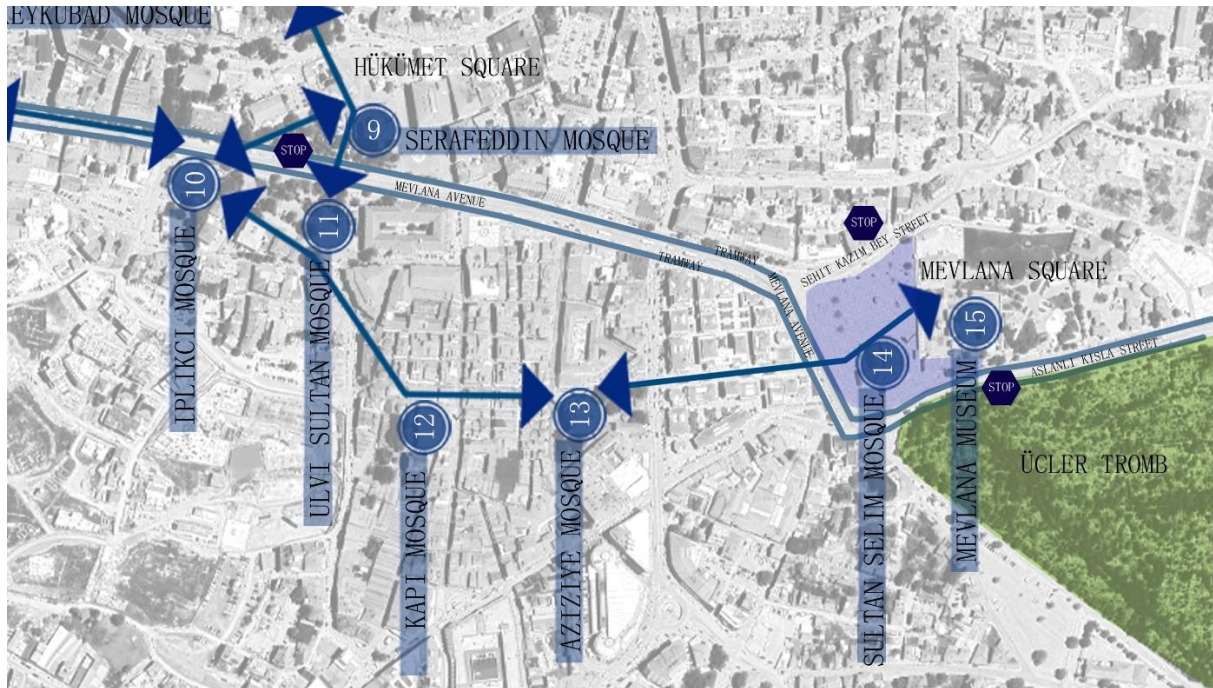 EYKUBAD MOSQUE
HÜKÜMET SQUARE
9
SERAFEDDIN MOSQUE
STOP
10
IPLIKCI MOSQUE
11
ULVI SULTAN MOSQUE
MEVLANA AVENUE
TRAMWAY
TRAMWAY
MEVLANA AVENUE
STOP
SEHIT KAZIM BEY STREET
MEVLANA SQUARE
15
MEVLANA MUSEUM
14
SULTAN SELIM MOSQUE
STOP
ASLANLI KISLA STREET
12
KAPI MOSQUE
13
AZIZIYE MOSQUE
ÜCLER TROMB